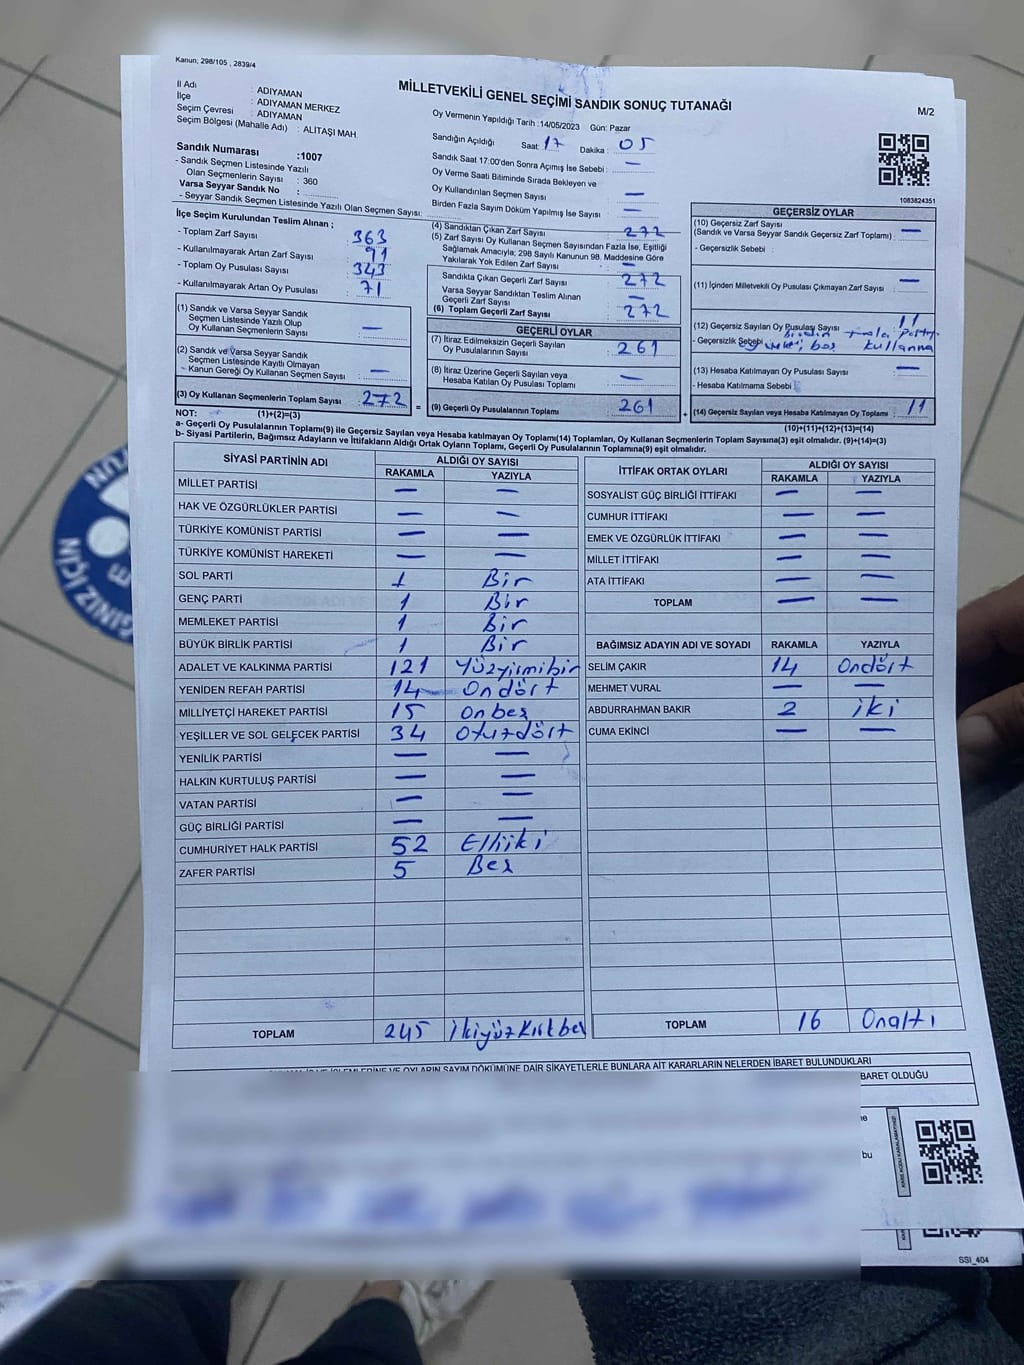 Kanun; 298/105 , 2839/4
MİLLETVEKİLİ GENEL SEÇİMİ SANDIK SONUÇ TUTANAĞI
M/2
İl Adı : ADIYAMAN
İlçe : ADIYAMAN MERKEZ
Seçim Çevresi : ADIYAMAN
Seçim Bölgesi (Mahalle Adı) : ALİTAŞI MAH.
Oy Vermenin Yapıldığı Tarih :14/05/2023 Gün: Pazar
Sandığın Açıldığı Saat: 17 Dakika : 05
Sandık Numarası :1007
- Sandık Seçmen Listesinde Yazılı
Olan Seçmenlerin Sayısı : 360
Varsa Seyyar Sandık No :
- Seyyar Sandık Seçmen Listesinde Yazılı Olan Seçmen Sayısı:
Sandık Saat 17:00'den Sonra Açımış İse Sebebi : —
Oy Verme Saati Bitiminde Sırada Bekleyen ve
Oy Kullandırılan Seçmen Sayısı —
Birden Fazla Sayım Döküm Yapılmış İse Sayısı —
1083824351
İlçe Seçim Kurulundan Teslim Alınan ;
- Toplam Zarf Sayısı 363
- Kullanılmayarak Artan Zarf Sayısı 91
- Toplam Oy Pusulası Sayısı 343
- Kullanılmayarak Artan Oy Pusulası 71
(1) Sandık ve Varsa Seyyar Sandık
Seçmen Listesinde Yazılı Olup
Oy Kullanan Seçmenlerin Sayısı —
(2) Sandık ve Varsa Seyyar Sandık
Seçmen Listesinde Kayıtlı Olmayan
- Kanun Gereği Oy Kullanan Seçmen Sayısı —
(3) Oy Kullanan Seçmenlerin Toplam Sayısı 272
(4) Sandıktan Çıkan Zarf Sayısı 272
(5) Zarf Sayısı Oy Kullanan Seçmen Sayısından Fazla İse, Eşitliği
Sağlamak Amacıyla; 298 Sayılı Kanunun 98. Maddesine Göre
Yakılarak Yok Edilen Zarf Sayısı —
Sandıkta Çıkan Geçerli Zarf Sayısı 272
Varsa Seyyar Sandıktan Teslim Alınan
Geçerli Zarf Sayısı —
(6) Toplam Geçerli Zarf Sayısı 272
GEÇERLİ OYLAR
(7) İtiraz Edilmeksizin Geçerli Sayılan
Oy Pusulalarının Sayısı 261
(8) İtiraz Üzerine Geçerli Sayılan veya
Hesaba Katılan Oy Pusulası Toplamı —
= (9) Geçerli Oy Pusulalarının Toplamı 261
GEÇERSİZ OYLAR
(10) Geçersiz Zarf Sayısı —
(Sandık ve Varsa Seyyar Sandık Geçersiz Zarf Toplamı)
- Geçersizlik Sebebi
(11) İçinden Milletvekili Oy Pusulası Çıkmayan Zarf Sayısı —
(12) Geçersiz Sayılan Oy Pusulası Sayısı 11
- Geçersizlik Sebebi birden fazla
boş kullanma
(13) Hesaba Katılmayan Oy Pusulası Sayısı —
- Hesaba Katılmama Sebebi
+ (14) Geçersiz Sayılan veya Hesaba Katılmayan Oy Toplamı 11
NOT: (1)+(2)=(3)
(10)+(11)+(12)+(13)=(14)
a- Geçerli Oy Pusulalarının Toplamı(9) ile Geçersiz Sayılan veya Hesaba katılmayan Oy Toplamı(14) Toplamları, Oy Kullanan Seçmenlerin Toplam Sayısına(3) eşit olmalıdır. (9)+(14)=(3)
b- Siyasi Partilerin, Bağımsız Adayların ve İttifakların Aldığı Ortak Oyların Toplamı, Geçerli Oy Pusulalarının Toplamına(9) eşit olmalıdır.
SİYASİ PARTİNİN ADI ALDIĞI OY SAYISI
RAKAMLA YAZIYLA
MİLLET PARTİSİ — —
HAK VE ÖZGÜRLÜKLER PARTİSİ — —
TÜRKİYE KOMÜNİST PARTİSİ — —
TÜRKİYE KOMÜNİST HAREKETİ — —
SOL PARTİ 1 Bir
GENÇ PARTİ 1 Bir
MEMLEKET PARTİSİ 1 Bir
BÜYÜK BİRLİK PARTİSİ 1 Bir
ADALET VE KALKINMA PARTİSİ 121 Yüzyirmibir
YENİDEN REFAH PARTİSİ 14 Ondört
MİLLİYETÇİ HAREKET PARTİSİ 15 Onbeş
YEŞİLLER VE SOL GELECEK PARTİSİ 34 Otuzdört
YENİLİK PARTİSİ — —
HALKIN KURTULUŞ PARTİSİ — —
VATAN PARTİSİ — —
GÜÇ BİRLİĞİ PARTİSİ — —
CUMHURİYET HALK PARTİSİ 52 Elliiki
ZAFER PARTİSİ 5 Beş
TOPLAM 245 İkiyüzKırkbeş
İTTİFAK ORTAK OYLARI ALDIĞI OY SAYISI
RAKAMLA YAZIYLA
SOSYALİST GÜÇ BİRLİĞİ İTTİFAKI — —
CUMHUR İTTİFAKI — —
EMEK VE ÖZGÜRLÜK İTTİFAKI — —
MİLLET İTTİFAKI — —
ATA İTTİFAKI — —
TOPLAM — —
BAĞIMSIZ ADAYIN ADI VE SOYADI RAKAMLA YAZIYLA
SELİM ÇAKIR 14 Ondört
MEHMET VURAL — —
ABDURRAHMAN BAKIR 2 iki
CUMA EKİNCİ — —
TOPLAM 16 Onaltı
VE OYLARIN SAYIM DÖKÜMÜNE DAİR ŞİKAYETLERLE BUNLARA AİT KARARLARIN NELERDEN İBARET BULUNDUKLARI
BARET OLDUĞU
bu
SSI_404